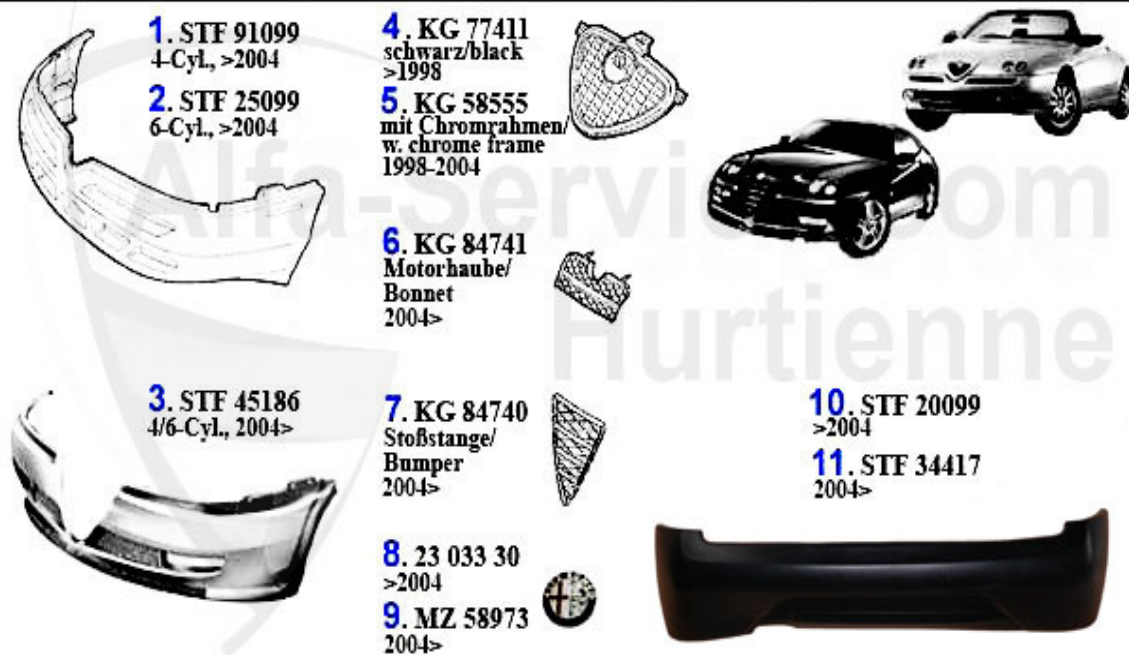 1. STF 91099
4-Cyl., >2004
2. STF 25099
6-Cyl., >2004
3. STF 45186
4/6-Cyl., 2004>
4. KG 77411
schwarz/black
>1998
5. KG 58555
mit Chromrahmen/
w. chrome frame
1998-2004
6. KG 84741
Motorhaube/
Bonnet
2004>
7. KG 84740
Stoßstange/
Bumper
2004>
8. 23 033 30
>2004
9. MZ 58973
2004>
10. STF 20099
>2004
11. STF 34417
2004>
Alfa-Service.com
Hurtienne